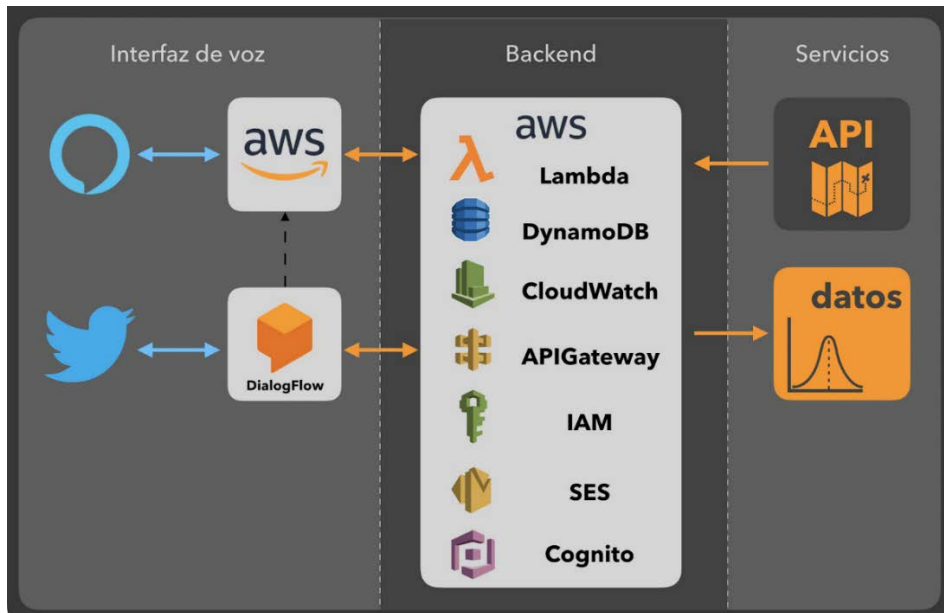 Interfaz de voz
Backend
Servicios
aws
DialogFlow
aws
Lambda
DynamoDB
CloudWatch
APIGateway
IAM
SES
Cognito
API
datos